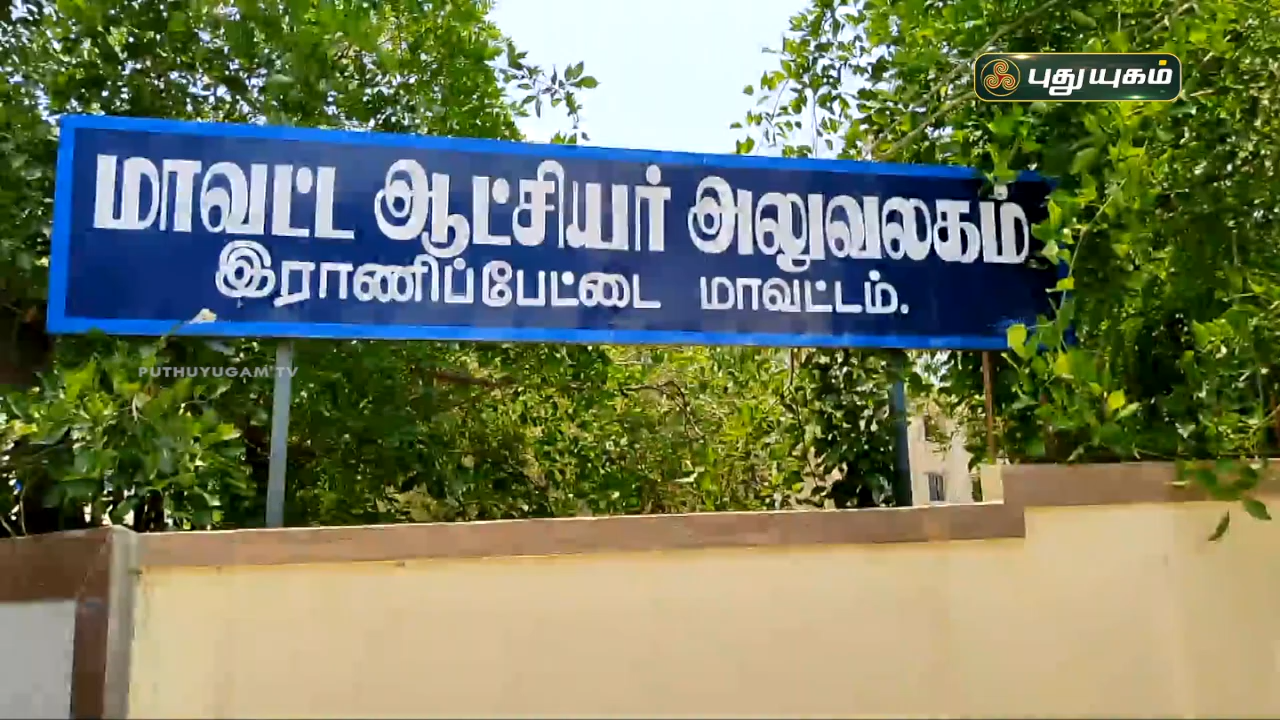 புதுயுகம்
மாவட்ட ஆட்சியர் அலுவலகம்
இராணிப்பேட்டை மாவட்டம்.
PUTHUYUGAM TV